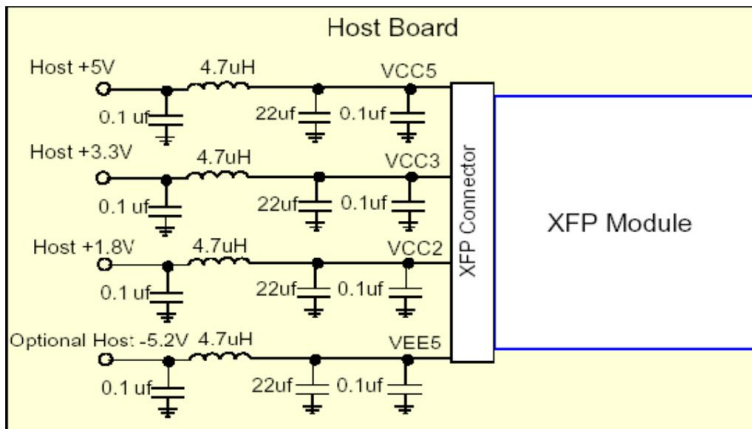 Host Board
Host +5V 4.7uH VCC5
0.1 uf 22uf 0.1uf
Host +3.3V 4.7uH VCC3
0.1 uf 22uf 0.1uf
Host +1.8V 4.7uH VCC2
0.1 uf 22uf 0.1uf
Optional Host -5.2V 4.7uH VEE5
0.1 uf 22uf 0.1uf
XFP Connector
XFP Module